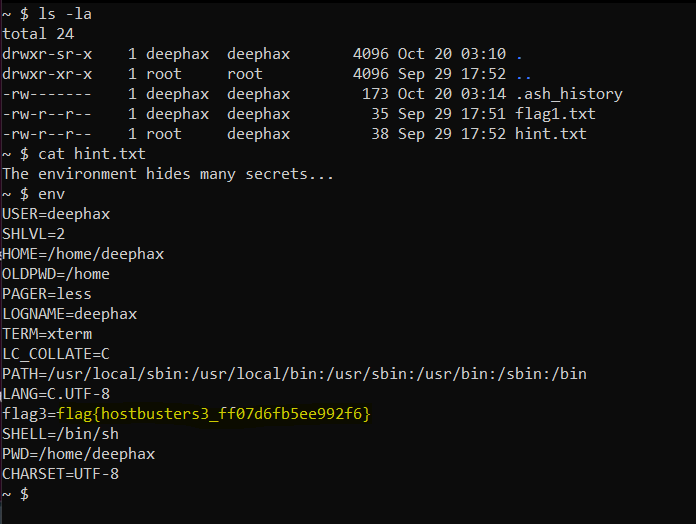 ~ $ ls -la
total 24
drwxr-sr-x    1 deephax  deephax       4096 Oct 20 03:10 .
drwxr-xr-x    1 root     root          4096 Sep 29 17:52 ..
-rw-------    1 deephax  deephax        173 Oct 20 03:14 .ash_history
-rw-r--r--    1 deephax  deephax         35 Sep 29 17:51 flag1.txt
-rw-r--r--    1 root     deephax         38 Sep 29 17:52 hint.txt
~ $ cat hint.txt
The environment hides many secrets...
~ $ env
USER=deephax
SHLVL=2
HOME=/home/deephax
OLDPWD=/home
PAGER=less
LOGNAME=deephax
TERM=xterm
LC_COLLATE=C
PATH=/usr/local/sbin:/usr/local/bin:/usr/sbin:/usr/bin:/sbin:/bin
LANG=C.UTF-8
flag3=flag{hostbusters3_ff07d6fb5ee992f6}
SHELL=/bin/sh
PWD=/home/deephax
CHARSET=UTF-8
~ $